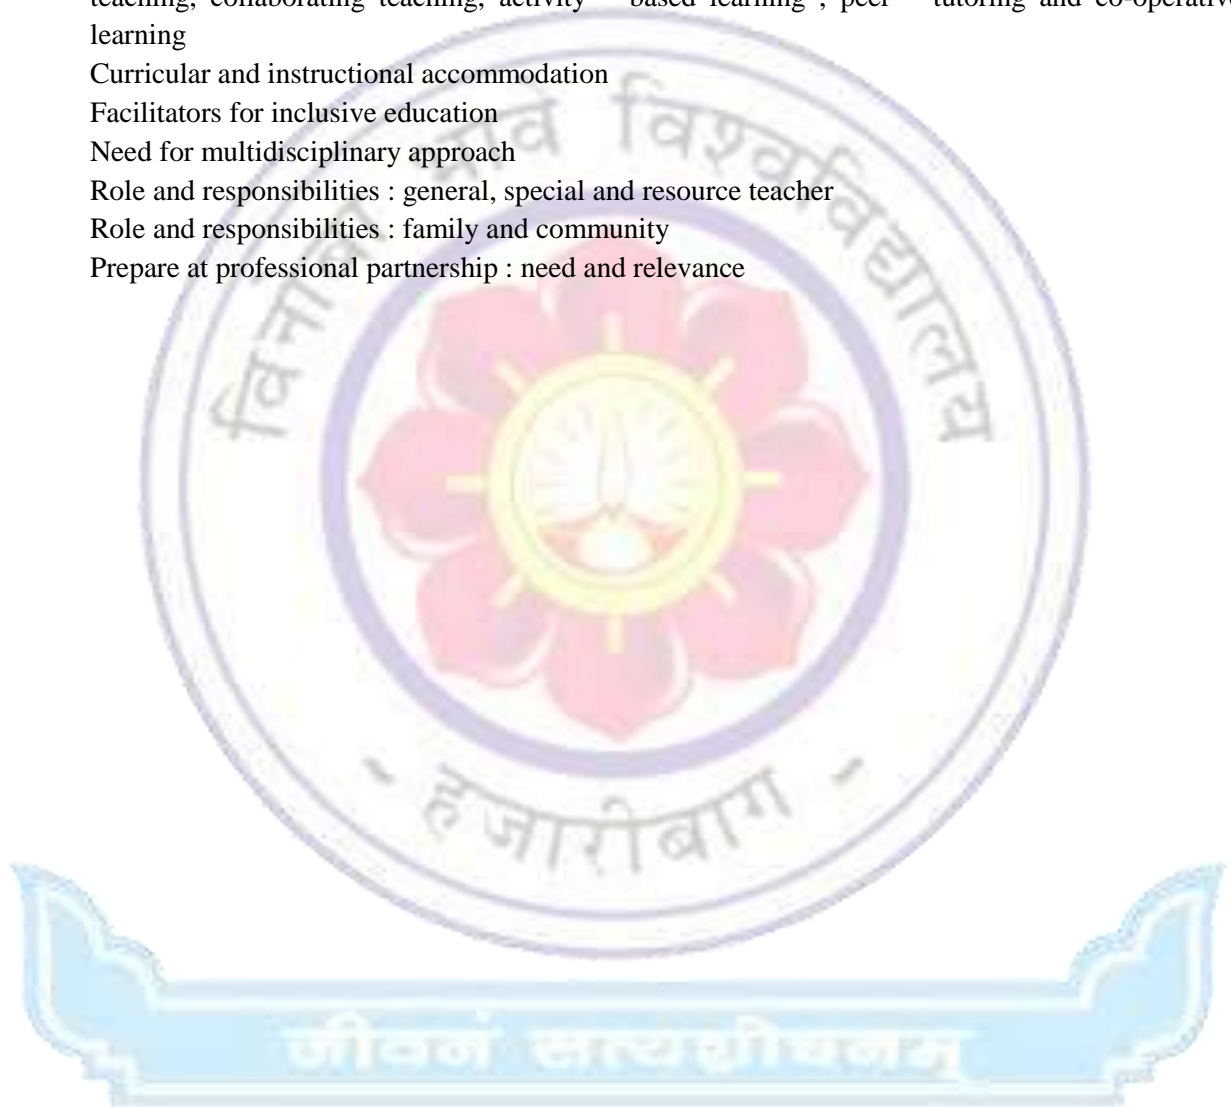 teaching, collaborating teaching, activity – based learning , peer – tutoring and co-operative
learning
Curricular and instructional accommodation
Facilitators for inclusive education
Need for multidisciplinary approach
Role and responsibilities : general, special and resource teacher
Role and responsibilities : family and community
Prepare at professional partnership : need and relevance
विनोबा भावे विश्वविद्यालय
- हजारीबाग -